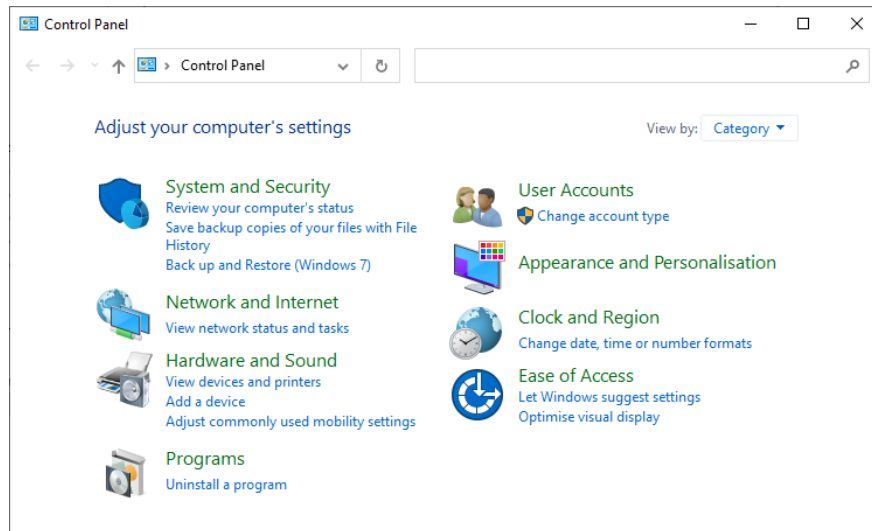 Control Panel
Control Panel
Adjust your computer's settings
View by: Category
System and Security
Review your computer's status
Save backup copies of your files with File
History
Back up and Restore (Windows 7)
Network and Internet
View network status and tasks
Hardware and Sound
View devices and printers
Add a device
Adjust commonly used mobility settings
Programs
Uninstall a program
User Accounts
Change account type
Appearance and Personalisation
Clock and Region
Change date, time or number formats
Ease of Access
Let Windows suggest settings
Optimise visual display